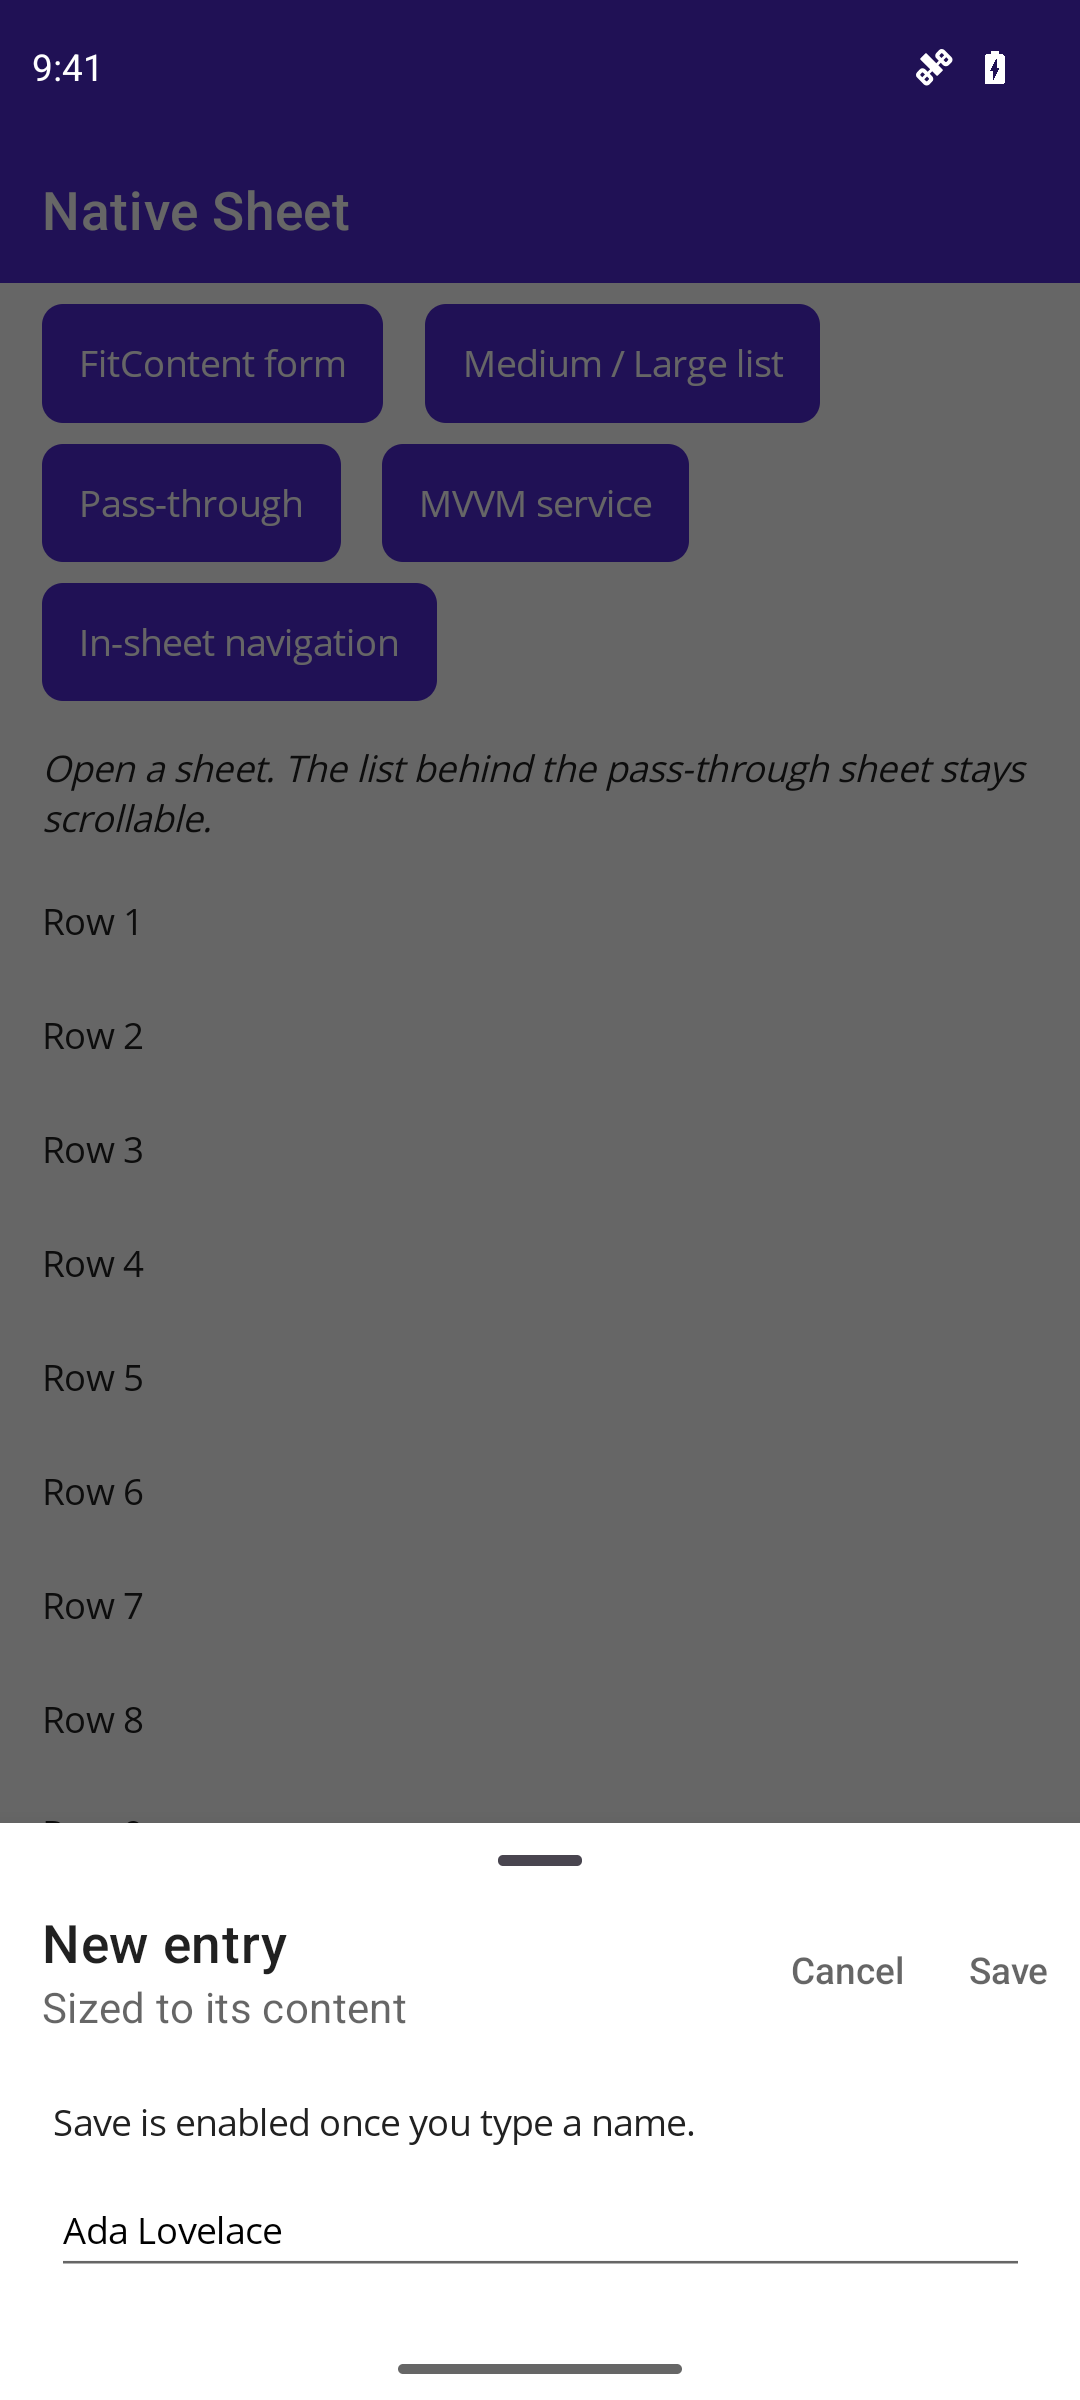 9:41
Native Sheet
FitContent form
Medium / Large list
Pass-through
MVVM service
In-sheet navigation
Open a sheet. The list behind the pass-through sheet stays
scrollable.
Row 1
Row 2
Row 3
Row 4
Row 5
Row 6
Row 7
Row 8
New entry
Sized to its content
Cancel
Save
Save is enabled once you type a name.
Ada Lovelace